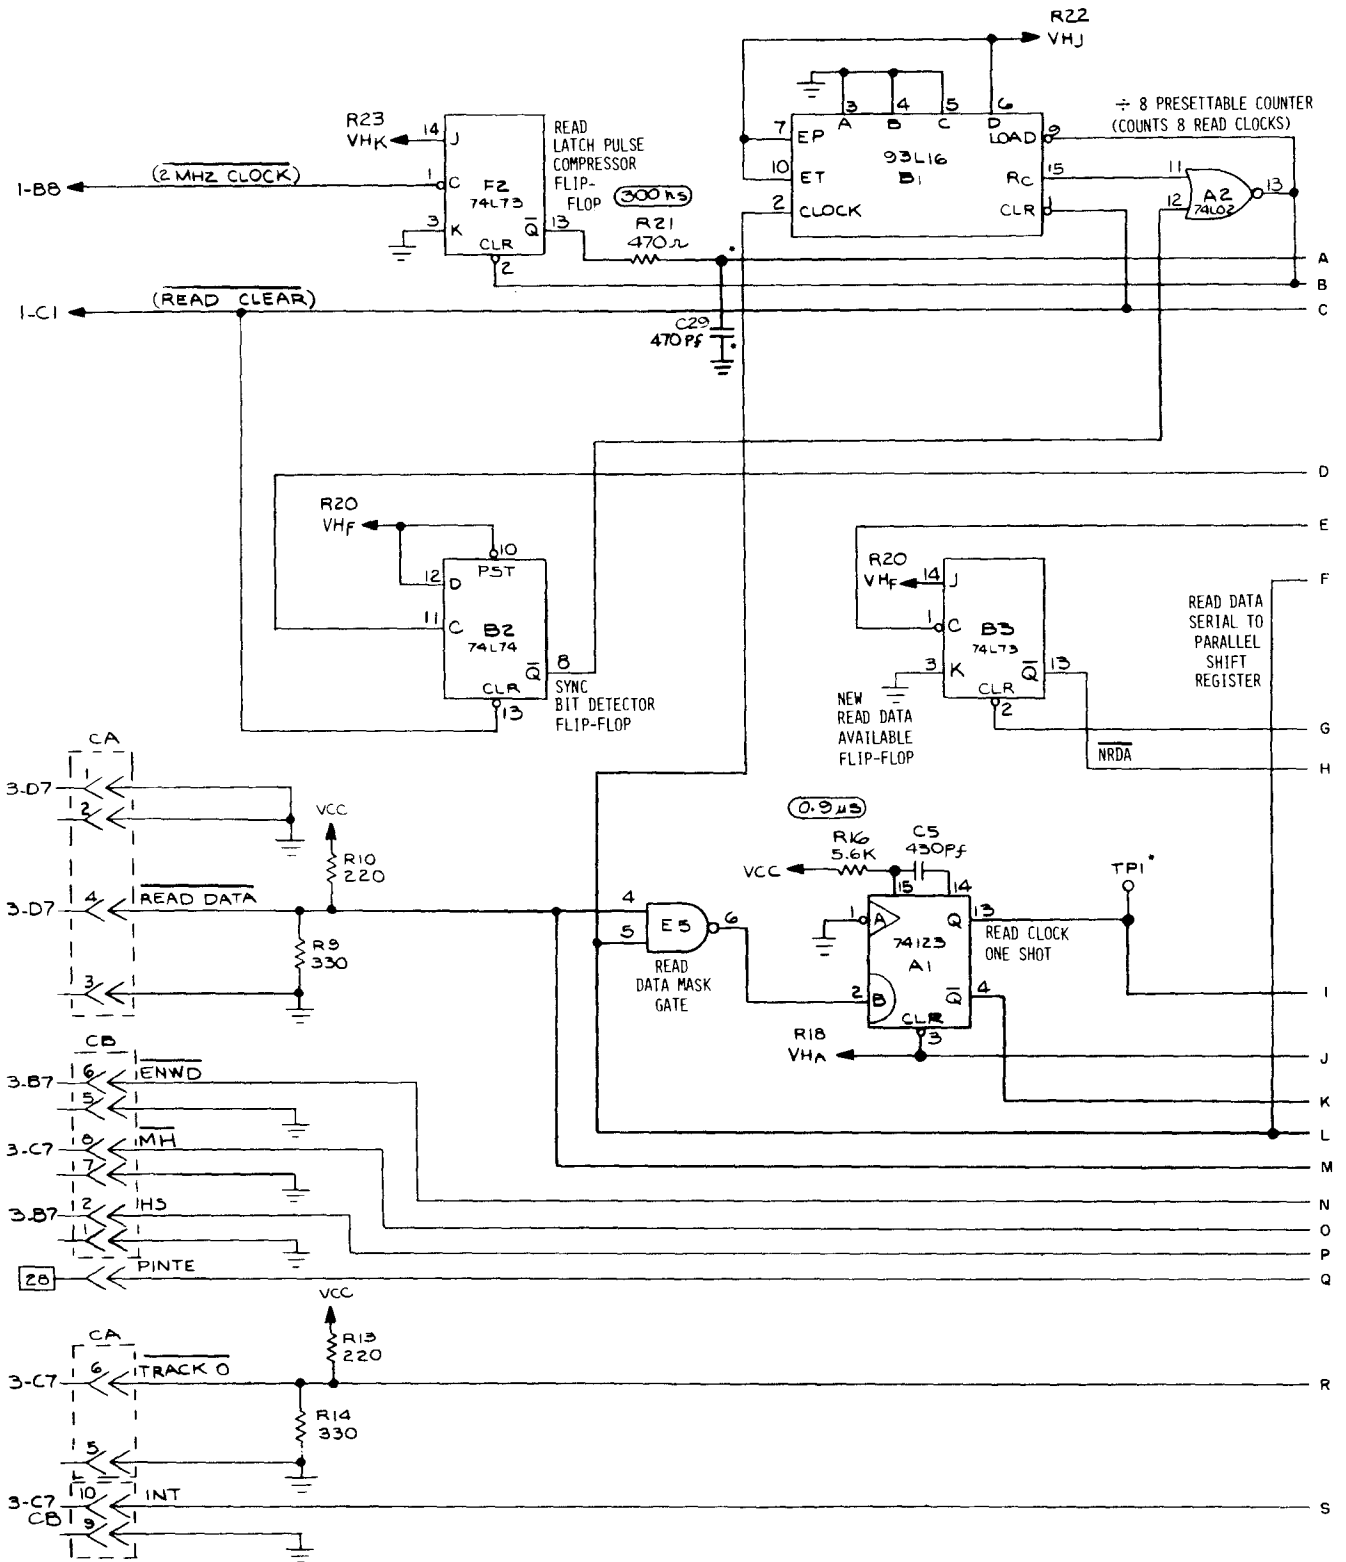 R22
VHJ
3 4 5 6
A B C D
÷ 8 PRESETTABLE COUNTER
(COUNTS 8 READ CLOCKS)
7 EP
LOAD 9
93L16
B1
10 ET
RC 15
2 CLOCK
CLR 1
11
12
A2
74L02
13
R23
VHK
14 J
READ
LATCH PULSE
COMPRESSOR
FLIP-
FLOP
1-B8
(2 MHZ CLOCK)
1 C
F2
74L73
300 ns
3 K
Q 13
R21
470Ω
*
CLR
2
A
B
1-C1
(READ CLEAR)
C
C29
470 Pf
*
D
R20
VHF
10
PST
12 D
11 C
B2
74L74
Q 8
CLR
13
SYNC
BIT DETECTOR
FLIP-FLOP
E
R20
VHF
14 J
1 C
B3
74L73
3 K
Q 13
CLR
2
NEW
READ DATA
AVAILABLE
FLIP-FLOP
F
READ DATA
SERIAL TO
PARALLEL
SHIFT
REGISTER
G
NRDA
H
CA
3-D7
1
2
VCC
R10
220
3-D7
4
READ DATA
R9
330
3
4
5
E5
6
READ
DATA MASK
GATE
0.9 µs
R16
5.6K
C5
430Pf
VCC
15 14
1 A
Q 13
74123
A1
READ CLOCK
ONE SHOT
TP1*
2 B
Q 4
CLR
3
R18
VHA
I
J
K
L
M
CB
3-B7
6
ENWD
5
3-C7
8
MH
7
3-B7
2
HS
1
28
PINTE
N
O
P
Q
VCC
R13
220
CA
3-C7
6
TRACK 0
R
R14
330
5
3-C7
10
INT
S
CB
9